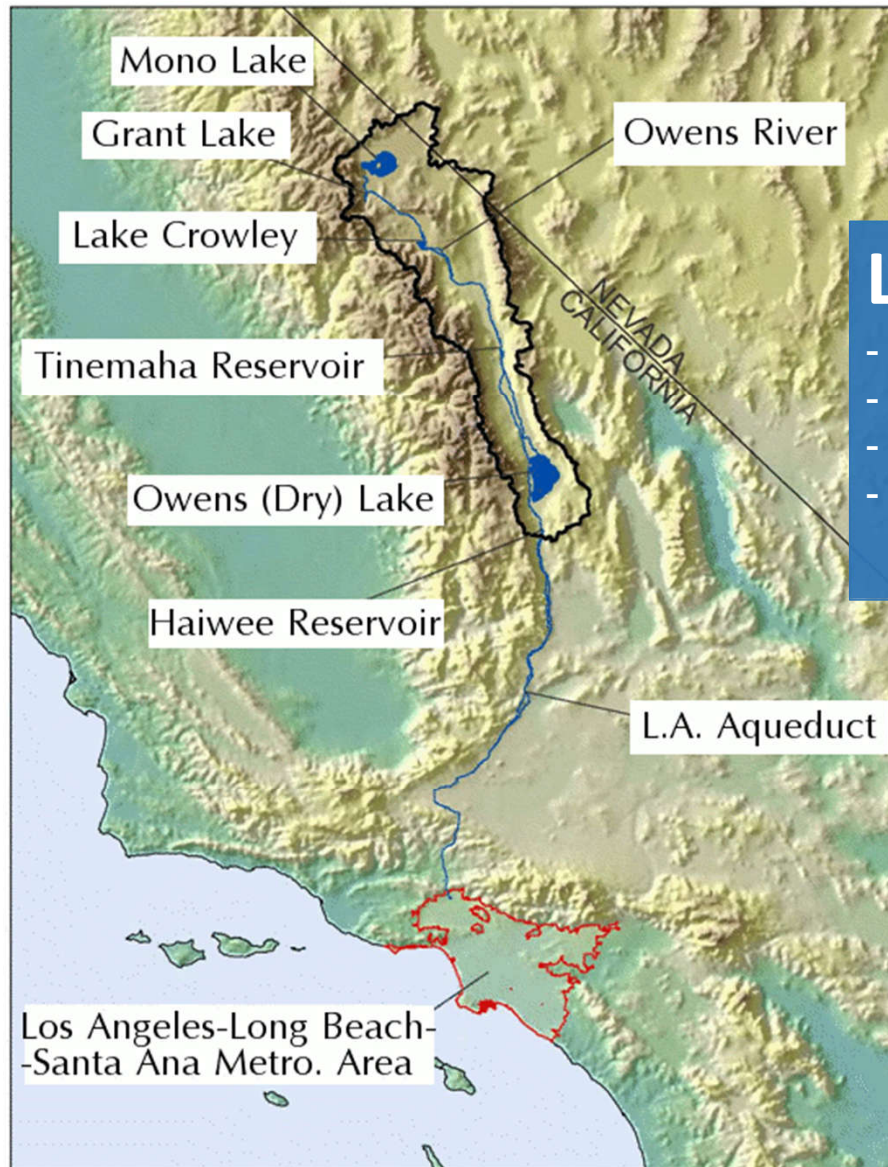 Mono Lake
Grant Lake
Owens River
Lake Crowley
NEVADA
CALIFORNIA
L
-
-
-
-
Tinemaha Reservoir
Owens (Dry) Lake
Haiwee Reservoir
L.A. Aqueduct
Los Angeles-Long Beach-
-Santa Ana Metro. Area